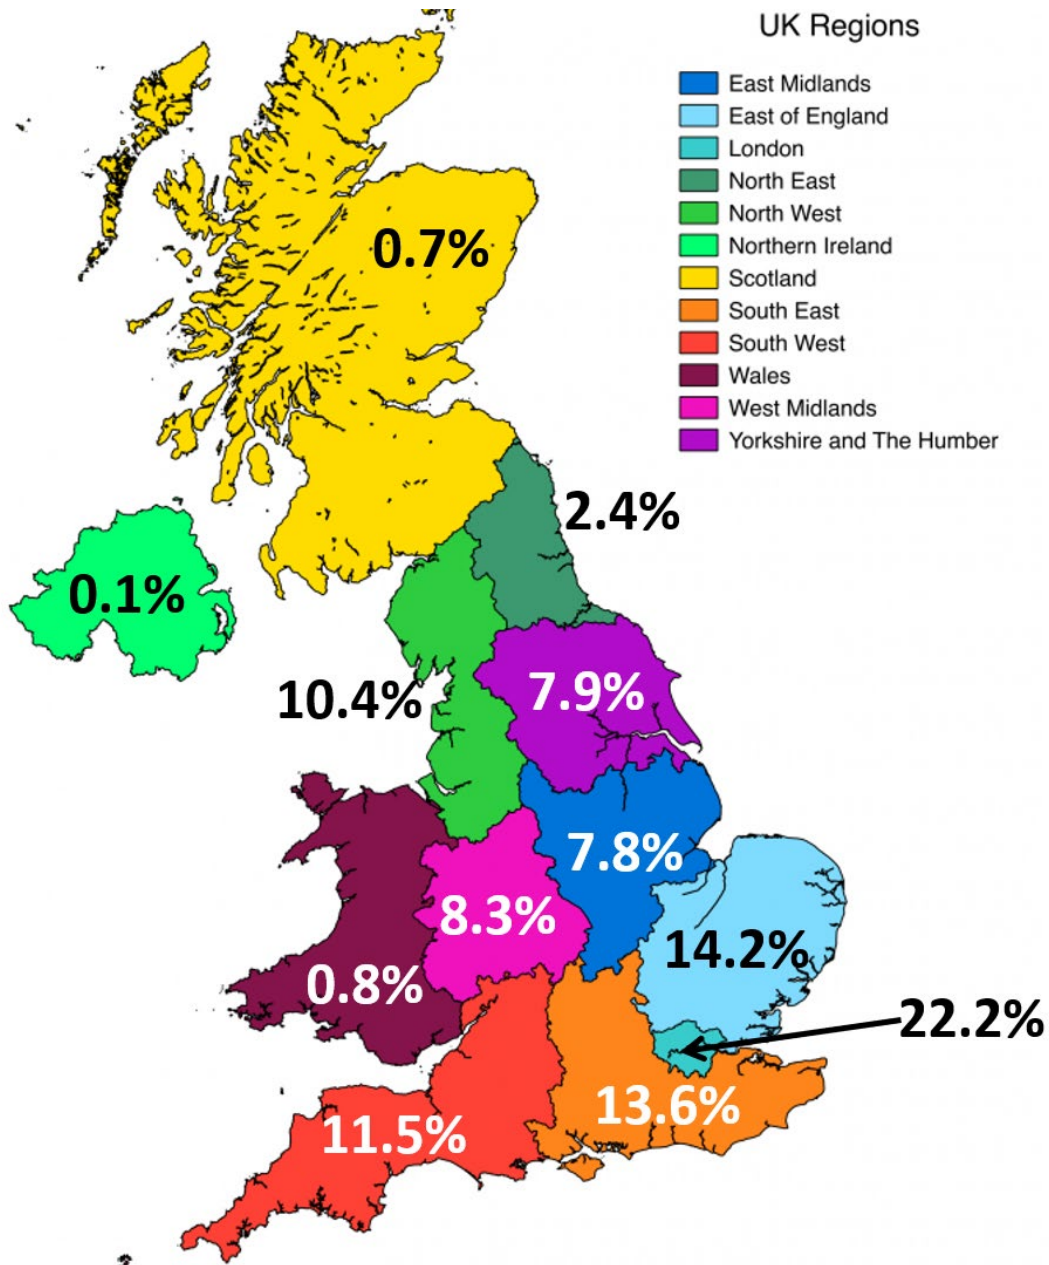 UK Regions
East Midlands
East of England
London
North East
North West
Northern Ireland
Scotland
South East
South West
Wales
West Midlands
Yorkshire and The Humber
0.7%
2.4%
0.1%
10.4%
7.9%
7.8%
8.3%
14.2%
0.8%
22.2%
13.6%
11.5%